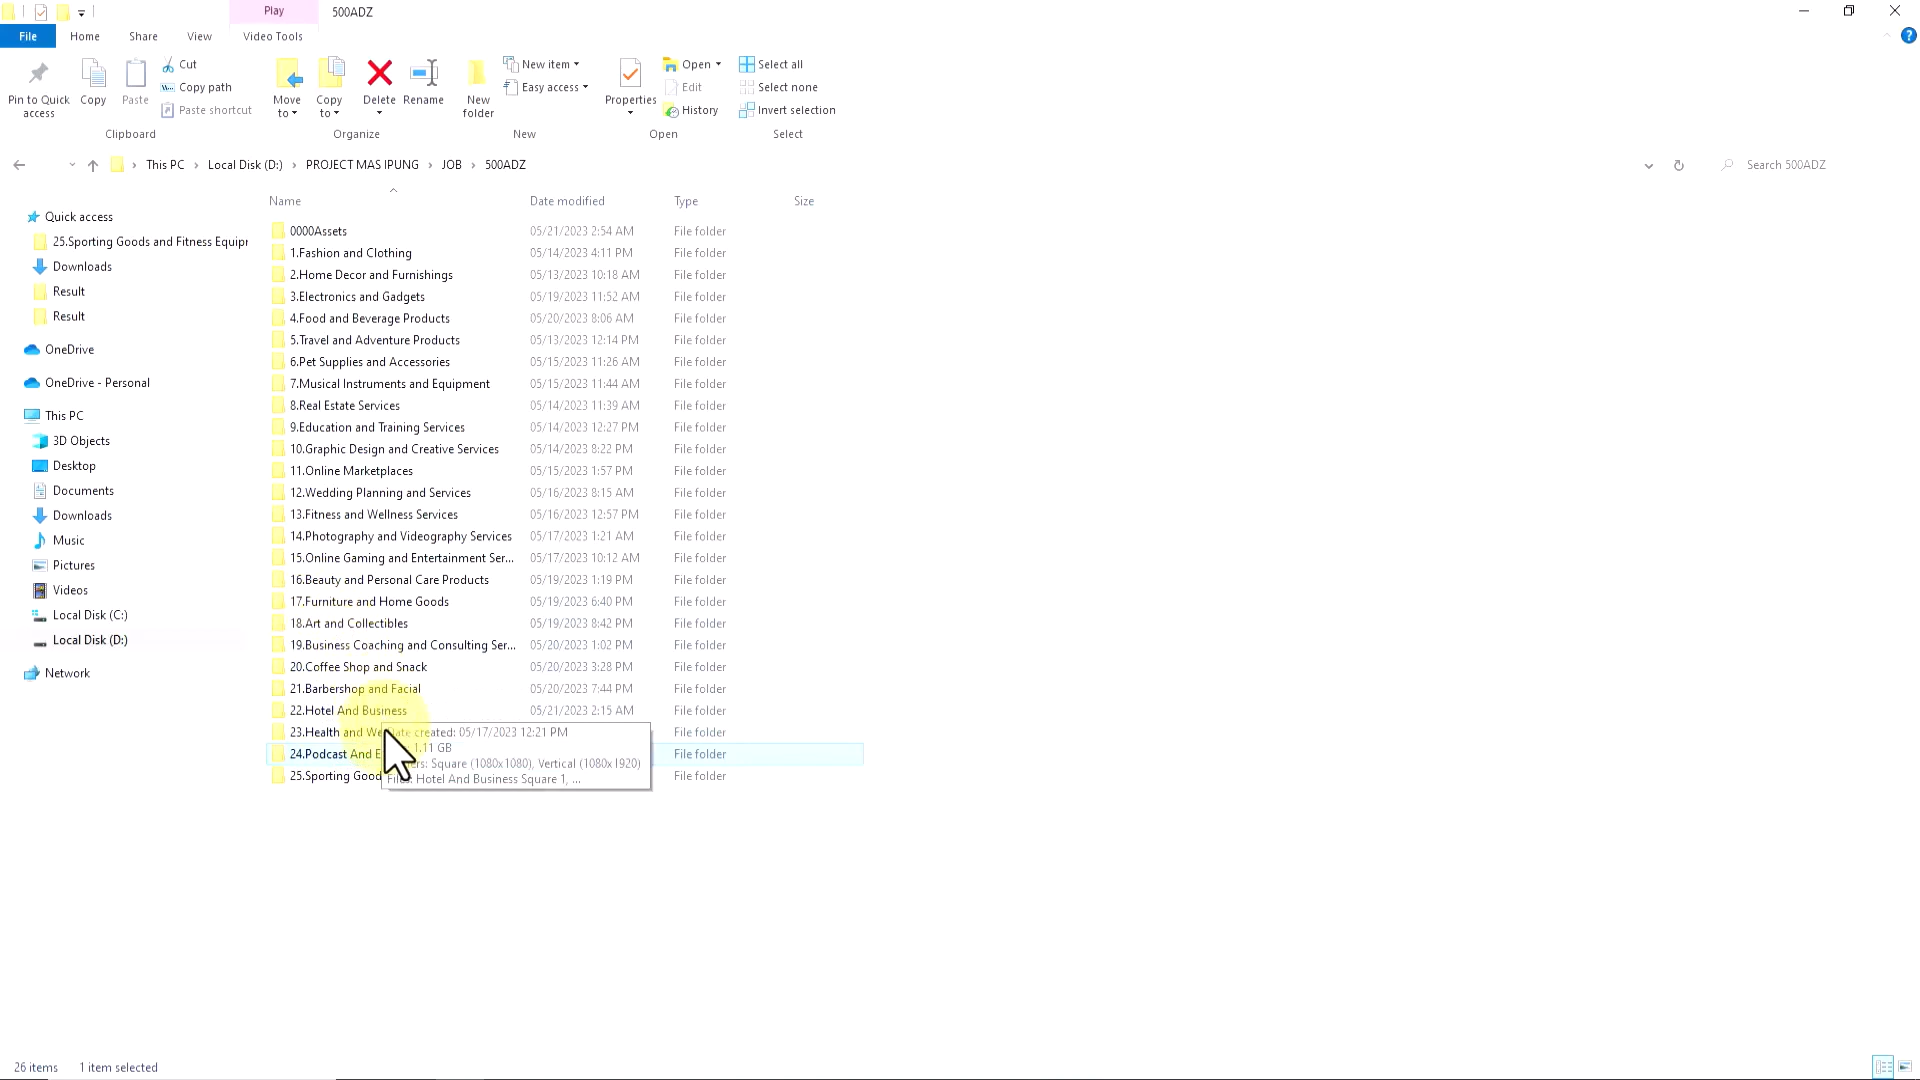 Play
500ADZ
File
Home
Share
View
Video Tools
Pin to Quick access
Copy
Paste
Cut
Copy path
Paste shortcut
Move to
Copy to
Delete
Rename
New folder
New item
Easy access
Properties
Open
Edit
History
Select all
Select none
Invert selection
Clipboard
Organize
New
Open
Select
This PC
Local Disk (D:)
PROJECT MAS IPUNG
JOB
500ADZ
Search 500ADZ
Name
Date modified
Type
Size
Quick access
25.Sporting Goods and Fitness Equip
Downloads
Result
Result
OneDrive
OneDrive - Personal
This PC
3D Objects
Desktop
Documents
Downloads
Music
Pictures
Videos
Local Disk (C:)
Local Disk (D:)
Network
0000Assets 05/21/2023 2:54 AM File folder
1.Fashion and Clothing 05/14/2023 4:11 PM File folder
2.Home Decor and Furnishings 05/13/2023 10:18 AM File folder
3.Electronics and Gadgets 05/19/2023 11:52 AM File folder
4.Food and Beverage Products 05/20/2023 8:06 AM File folder
5.Travel and Adventure Products 05/13/2023 12:14 PM File folder
6.Pet Supplies and Accessories 05/15/2023 11:26 AM File folder
7.Musical Instruments and Equipment 05/15/2023 11:44 AM File folder
8.Real Estate Services 05/14/2023 11:39 AM File folder
9.Education and Training Services 05/14/2023 12:27 PM File folder
10.Graphic Design and Creative Services 05/14/2023 8:22 PM File folder
11.Online Marketplaces 05/15/2023 1:57 PM File folder
12.Wedding Planning and Services 05/16/2023 8:15 AM File folder
13.Fitness and Wellness Services 05/16/2023 12:57 PM File folder
14.Photography and Videography Services 05/17/2023 1:21 AM File folder
15.Online Gaming and Entertainment Ser... 05/17/2023 10:12 AM File folder
16.Beauty and Personal Care Products 05/19/2023 1:19 PM File folder
17.Furniture and Home Goods 05/19/2023 6:40 PM File folder
18.Art and Collectibles 05/19/2023 8:42 PM File folder
19.Business Coaching and Consulting Ser... 05/20/2023 1:02 PM File folder
20.Coffee Shop and Snack 05/20/2023 3:28 PM File folder
21.Barbershop and Facial 05/20/2023 7:44 PM File folder
22.Hotel And Business 05/21/2023 2:15 AM File folder
23.Health and We File folder
24.Podcast And E File folder
25.Sporting Good File folder
created: 05/17/2023 12:21 PM
1.11 GB
Square (1080x1080), Vertical (1080x1920)
Files: Hotel And Business Square 1, ...
26 items
1 item selected